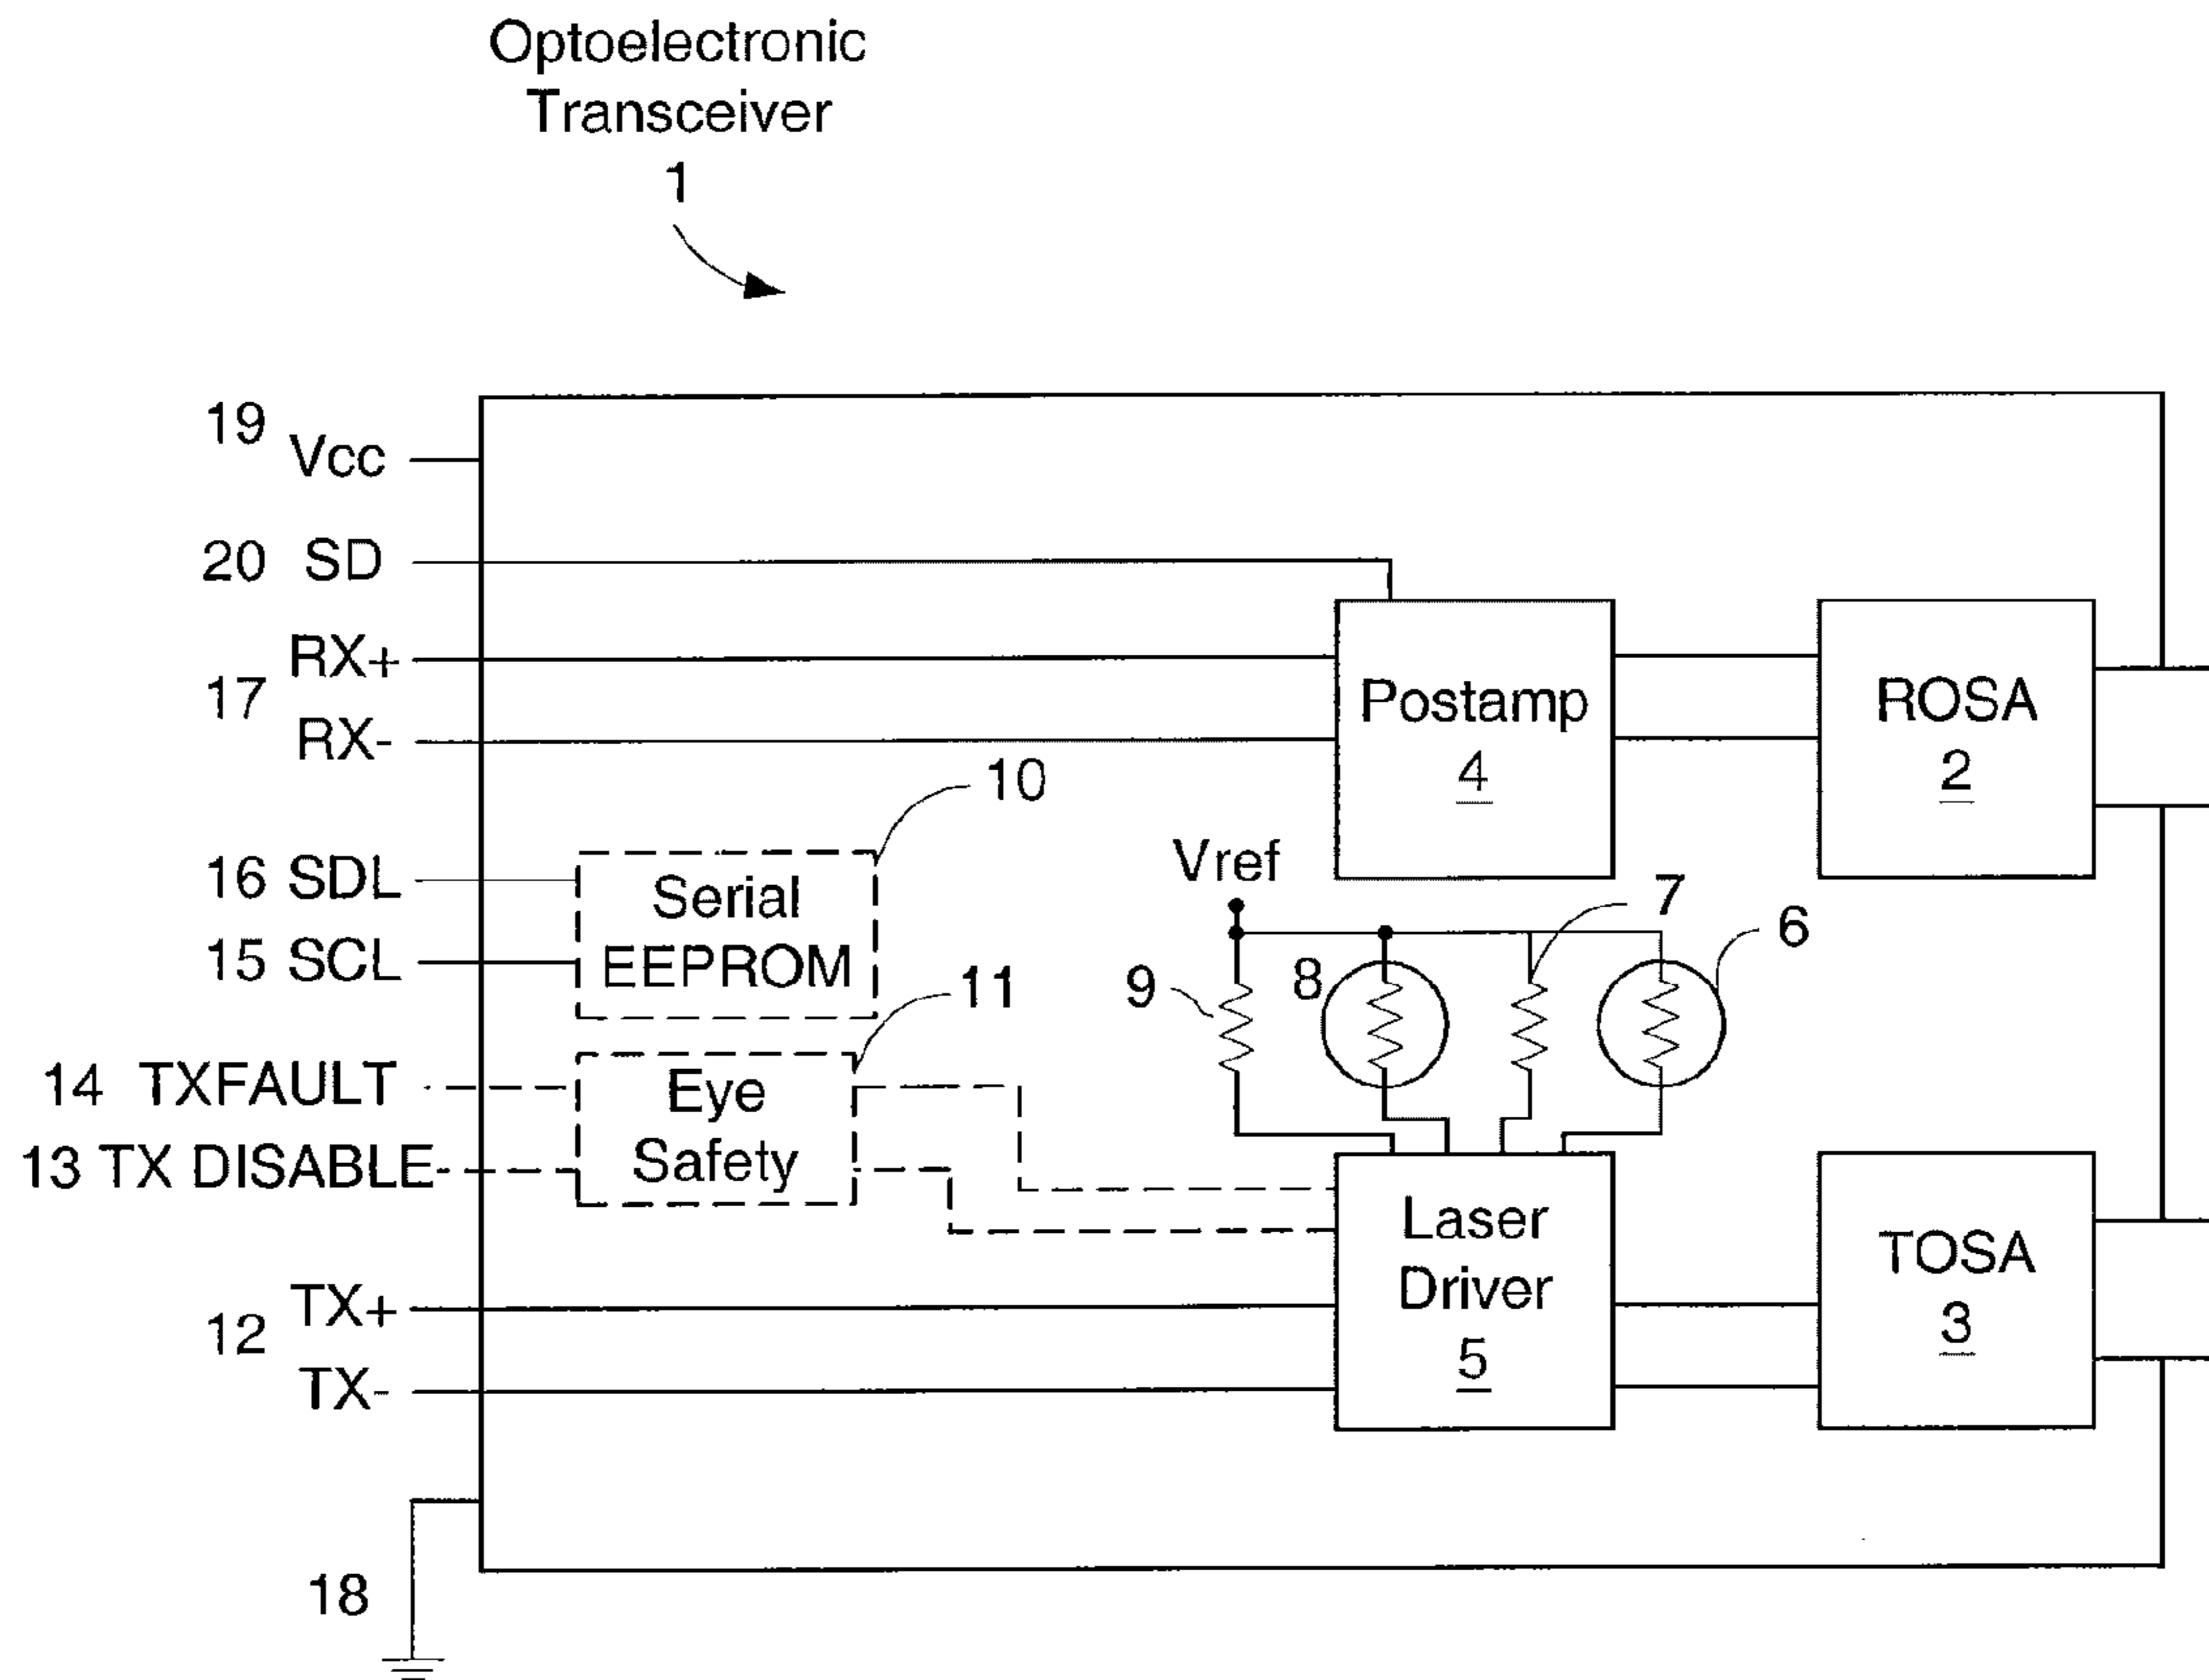 Optoelectronic
Transceiver
1
19
Vcc
20 SD
RX+
17
RX-
Postamp
4
ROSA
2
10
16 SDL
15 SCL
Serial
EEPROM
Vref
7
6
8
9
11
14 TXFAULT
13 TX DISABLE
Eye
Safety
Laser
Driver
5
TOSA
3
TX+
12
TX-
18